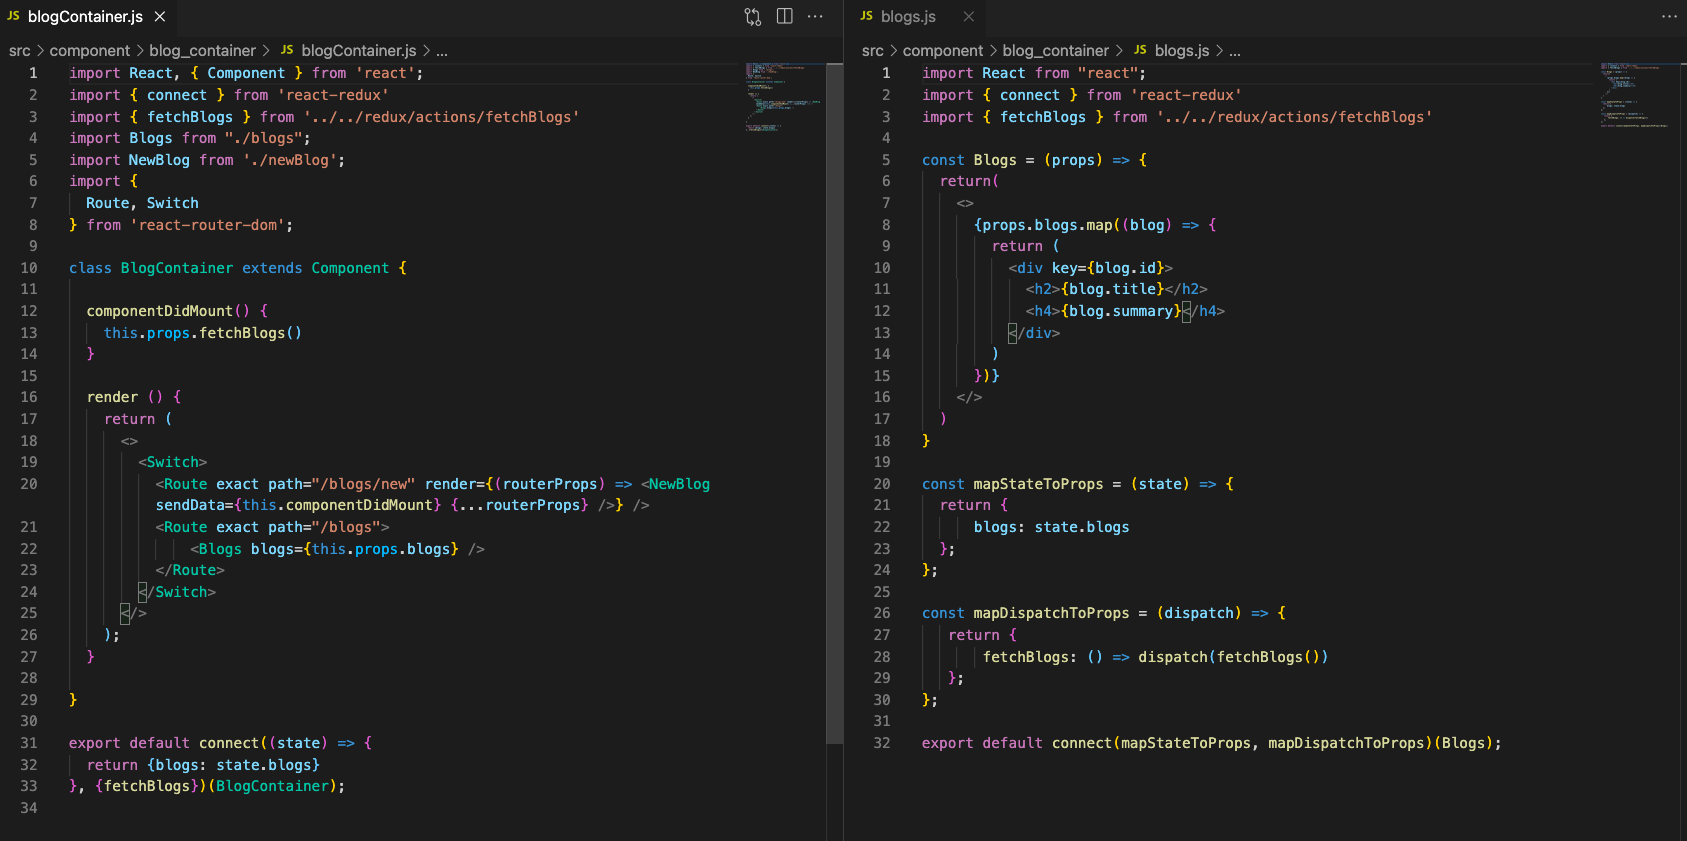 JS blogContainer.js
src > component > blog_container > JS blogContainer.js > ...
1 import React, { Component } from 'react';
2 import { connect } from 'react-redux'
3 import { fetchBlogs } from '../../redux/actions/fetchBlogs'
4 import Blogs from "./blogs";
5 import NewBlog from './newBlog';
6 import {
7 Route, Switch
8 } from 'react-router-dom';
9
10 class BlogContainer extends Component {
11
12 componentDidMount() {
13 this.props.fetchBlogs()
14 }
15
16 render () {
17 return (
18 <>
19 <Switch>
20 <Route exact path="/blogs/new" render={(routerProps) => <NewBlog
sendData={this.componentDidMount} {...routerProps} />} />
21 <Route exact path="/blogs">
22 <Blogs blogs={this.props.blogs} />
23 </Route>
24 </Switch>
25 </>
26 );
27 }
28
29 }
30
31 export default connect((state) => {
32 return {blogs: state.blogs}
33 }, {fetchBlogs})(BlogContainer);
34
JS blogs.js
src > component > blog_container > JS blogs.js > ...
1 import React from "react";
2 import { connect } from 'react-redux'
3 import { fetchBlogs } from '../../redux/actions/fetchBlogs'
4
5 const Blogs = (props) => {
6 return(
7 <>
8 {props.blogs.map((blog) => {
9 return (
10 <div key={blog.id}>
11 <h2>{blog.title}</h2>
12 <h4>{blog.summary}</h4>
13 </div>
14 )
15 })}
16 </>
17 )
18 }
19
20 const mapStateToProps = (state) => {
21 return {
22 blogs: state.blogs
23 };
24 };
25
26 const mapDispatchToProps = (dispatch) => {
27 return {
28 fetchBlogs: () => dispatch(fetchBlogs())
29 };
30 };
31
32 export default connect(mapStateToProps, mapDispatchToProps)(Blogs);